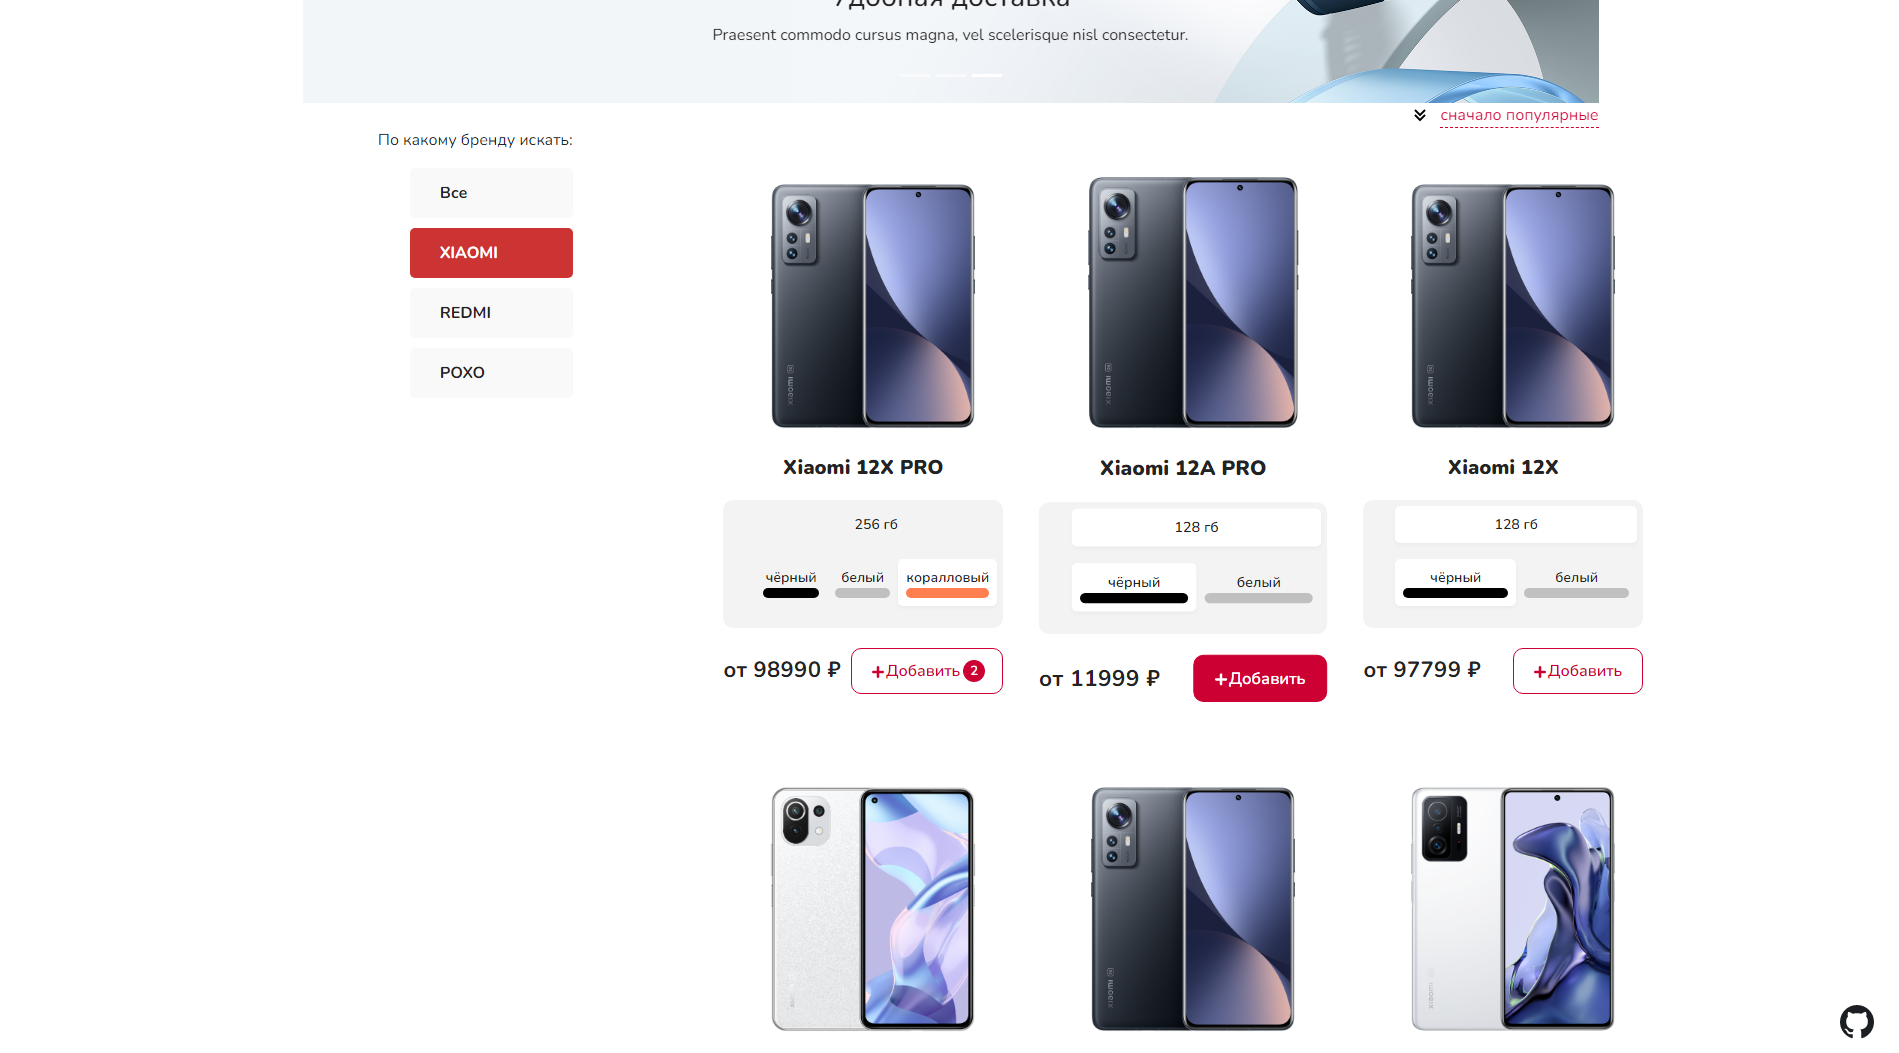 Удобная доставка
Praesent commodo cursus magna, vel scelerisque nisl consectetur.
сначало популярные
По какому бренду искать:
Все
XIAOMI
REDMI
POXO
Xiaomi 12X PRO
256 гб
чёрный белый коралловый
от 98990 ₽ +Добавить 2
Xiaomi 12A PRO
128 гб
чёрный белый
от 11999 ₽ +Добавить
Xiaomi 12X
128 гб
чёрный белый
от 97799 ₽ +Добавить